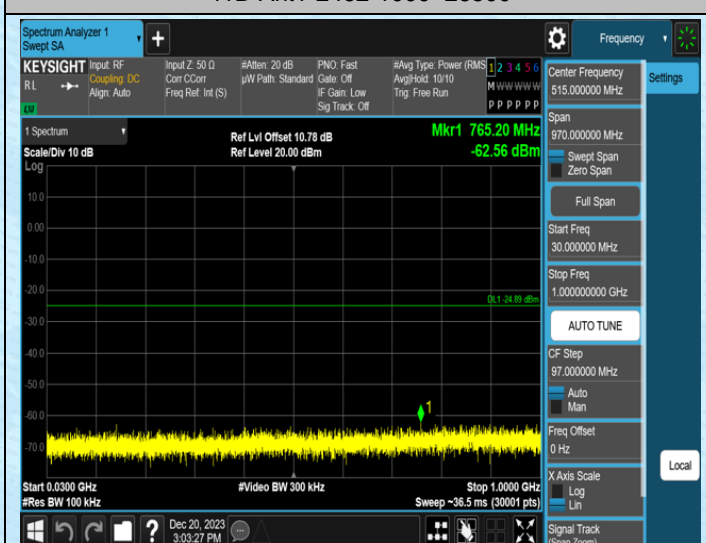 Spectrum Analyzer 1
Swept SA
Frequency
KEYSIGHT
RL
Input: RF
Coupling: DC
Align: Auto
Input Z: 50 Ω
Corr CCorr
Freq Ref: Int (S)
#Atten: 20 dB
µW Path: Standard
PNO: Fast
Gate: Off
IF Gain: Low
Sig Track: Off
#Avg Type: Power (RMS
Avg|Hold: 10/10
Trig: Free Run
1 2 3 4 5 6
M W W W W W
P P P P P P
1 Spectrum
Scale/Div 10 dB
Log
Ref Lvl Offset 10.78 dB
Ref Level 20.00 dBm
Mkr1 765.20 MHz
-62.56 dBm
10.0
0.00
-10.0
-20.0
DL1 -24.89 dBm
-30.0
-40.0
-50.0
-60.0
-70.0
1
Start 0.0300 GHz
#Res BW 100 kHz
#Video BW 300 kHz
Stop 1.0000 GHz
Sweep ~36.5 ms (30001 pts)
Dec 20, 2023
3:03:27 PM
Center Frequency
515.000000 MHz
Span
970.000000 MHz
Swept Span
Zero Span
Full Span
Start Freq
30.000000 MHz
Stop Freq
1.000000000 GHz
AUTO TUNE
CF Step
97.000000 MHz
Auto
Man
Freq Offset
0 Hz
X Axis Scale
Log
Lin
Signal Track
(Span Zoom)
Settings
Local